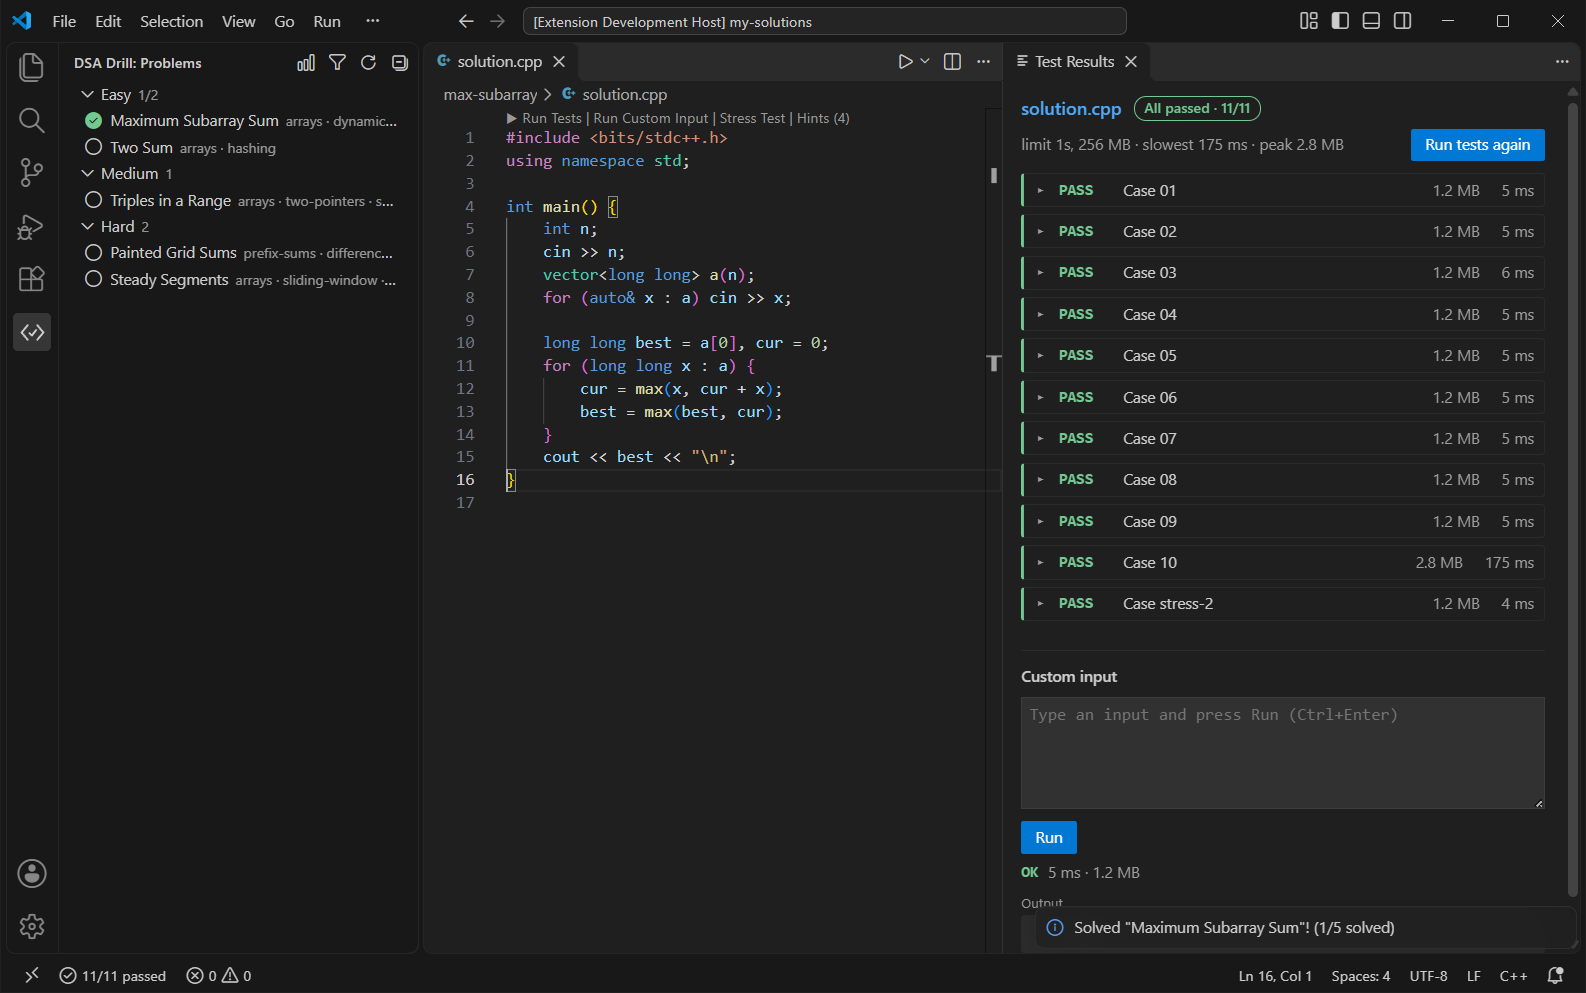 File Edit Selection View Go Run ···
[Extension Development Host] my-solutions
DSA Drill: Problems
Easy 1/2
Maximum Subarray Sum arrays · dynamic...
Two Sum arrays · hashing
Medium 1
Triples in a Range arrays · two-pointers · s...
Hard 2
Painted Grid Sums prefix-sums · differenc...
Steady Segments arrays · sliding-window ·...
solution.cpp
max-subarray > solution.cpp
Run Tests | Run Custom Input | Stress Test | Hints (4)
1 #include <bits/stdc++.h>
2 using namespace std;
3
4 int main() {
5 int n;
6 cin >> n;
7 vector<long long> a(n);
8 for (auto& x : a) cin >> x;
9
10 long long best = a[0], cur = 0;
11 for (long long x : a) {
12 cur = max(x, cur + x);
13 best = max(best, cur);
14 }
15 cout << best << "\n";
16 }
17
Test Results
solution.cpp All passed · 11/11
limit 1s, 256 MB · slowest 175 ms · peak 2.8 MB
Run tests again
PASS Case 01 1.2 MB 5 ms
PASS Case 02 1.2 MB 5 ms
PASS Case 03 1.2 MB 6 ms
PASS Case 04 1.2 MB 5 ms
PASS Case 05 1.2 MB 5 ms
PASS Case 06 1.2 MB 5 ms
PASS Case 07 1.2 MB 5 ms
PASS Case 08 1.2 MB 5 ms
PASS Case 09 1.2 MB 5 ms
PASS Case 10 2.8 MB 175 ms
PASS Case stress-2 1.2 MB 4 ms
Custom input
Type an input and press Run (Ctrl+Enter)
Run
OK 5 ms · 1.2 MB
Output
Solved "Maximum Subarray Sum"! (1/5 solved)
11/11 passed 0 0
Ln 16, Col 1 Spaces: 4 UTF-8 LF C++